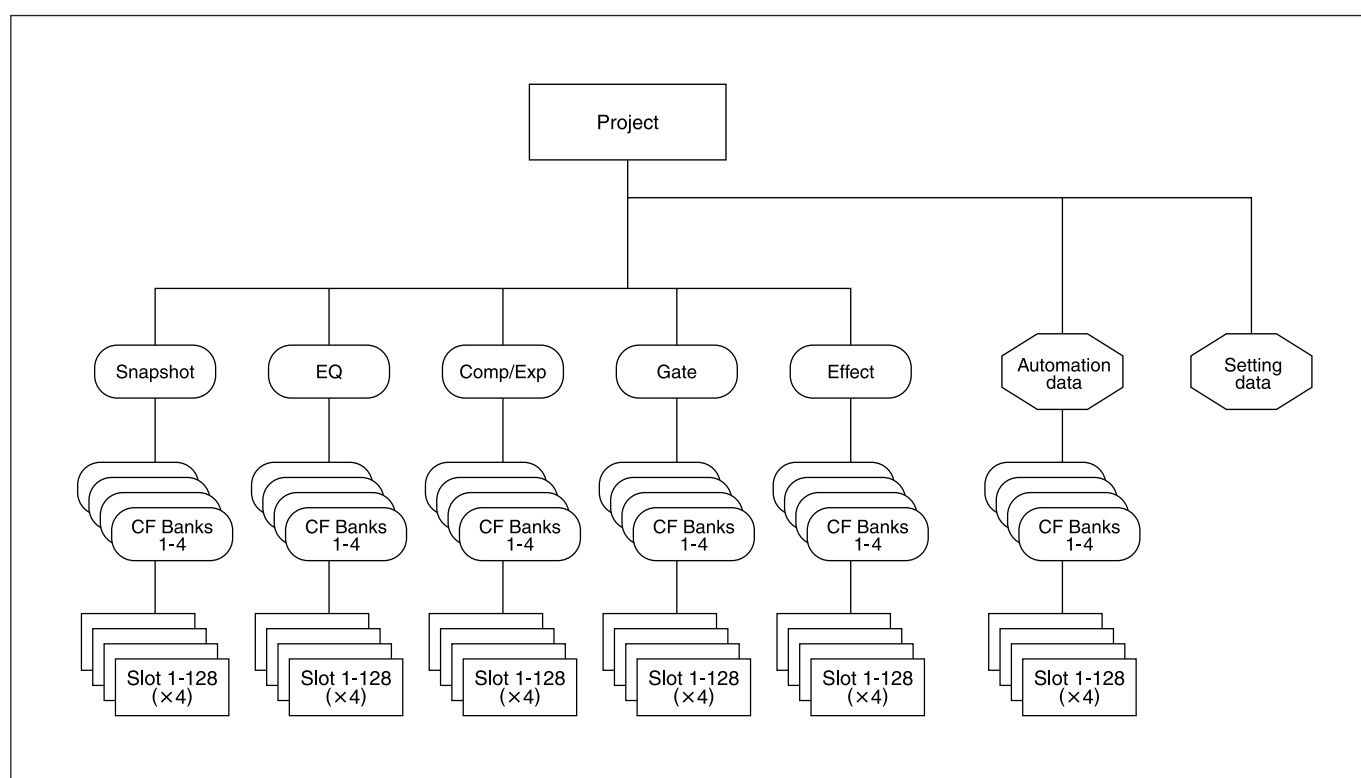 Project
Snapshot
EQ
Comp/Exp
Gate
Effect
Automation
data
Setting
data
CF Banks
1-4
CF Banks
1-4
CF Banks
1-4
CF Banks
1-4
CF Banks
1-4
CF Banks
1-4
Slot 1-128
(×4)
Slot 1-128
(×4)
Slot 1-128
(×4)
Slot 1-128
(×4)
Slot 1-128
(×4)
Slot 1-128
(×4)